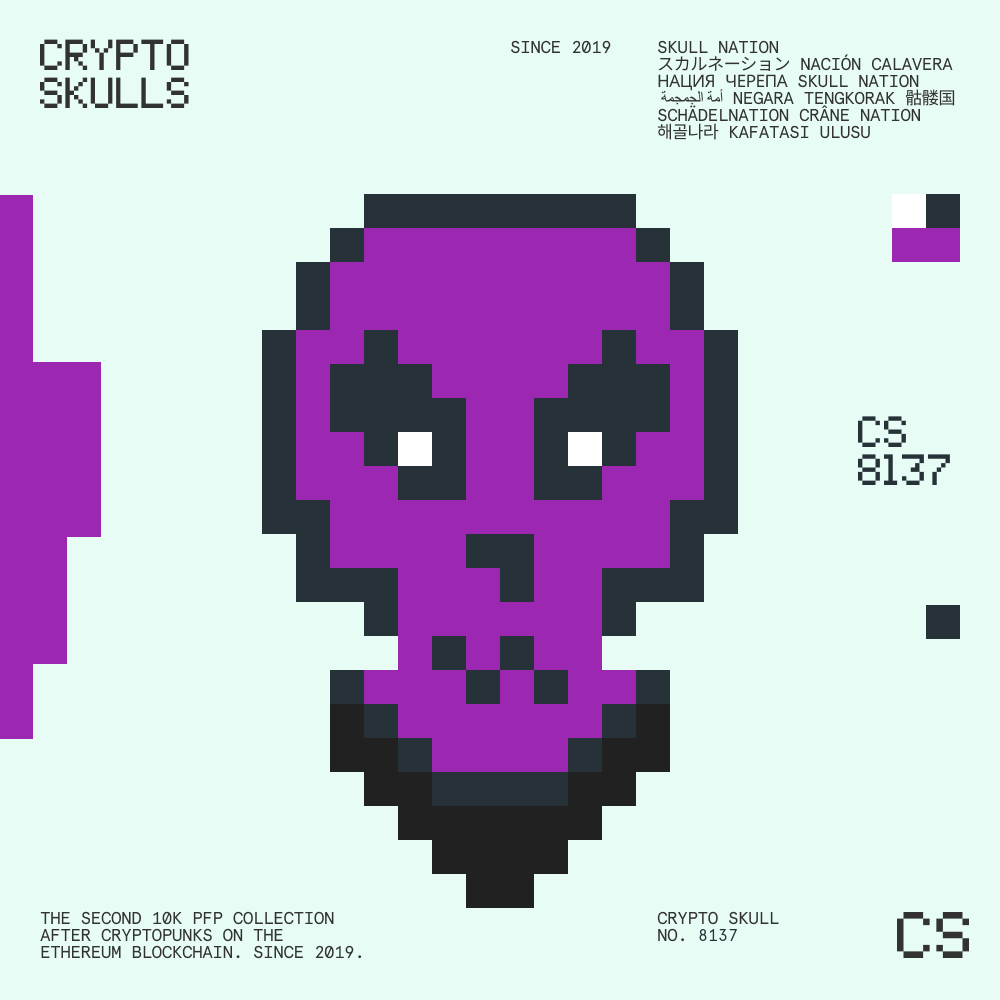 CRYPTO
SKULLS
SINCE 2019
SKULL NATION
スカルネーション NACIÓN CALAVERA
НАЦИЯ ЧЕРЕПА SKULL NATION
أمة الجمجمة NEGARA TENGKORAK 骷髅国
SCHÄDELNATION CRÂNE NATION
해골나라 KAFATASI ULUSU
CS
8137
THE SECOND 10K PFP COLLECTION
AFTER CRYPTOPUNKS ON THE
ETHEREUM BLOCKCHAIN. SINCE 2019.
CRYPTO SKULL
NO. 8137
CS